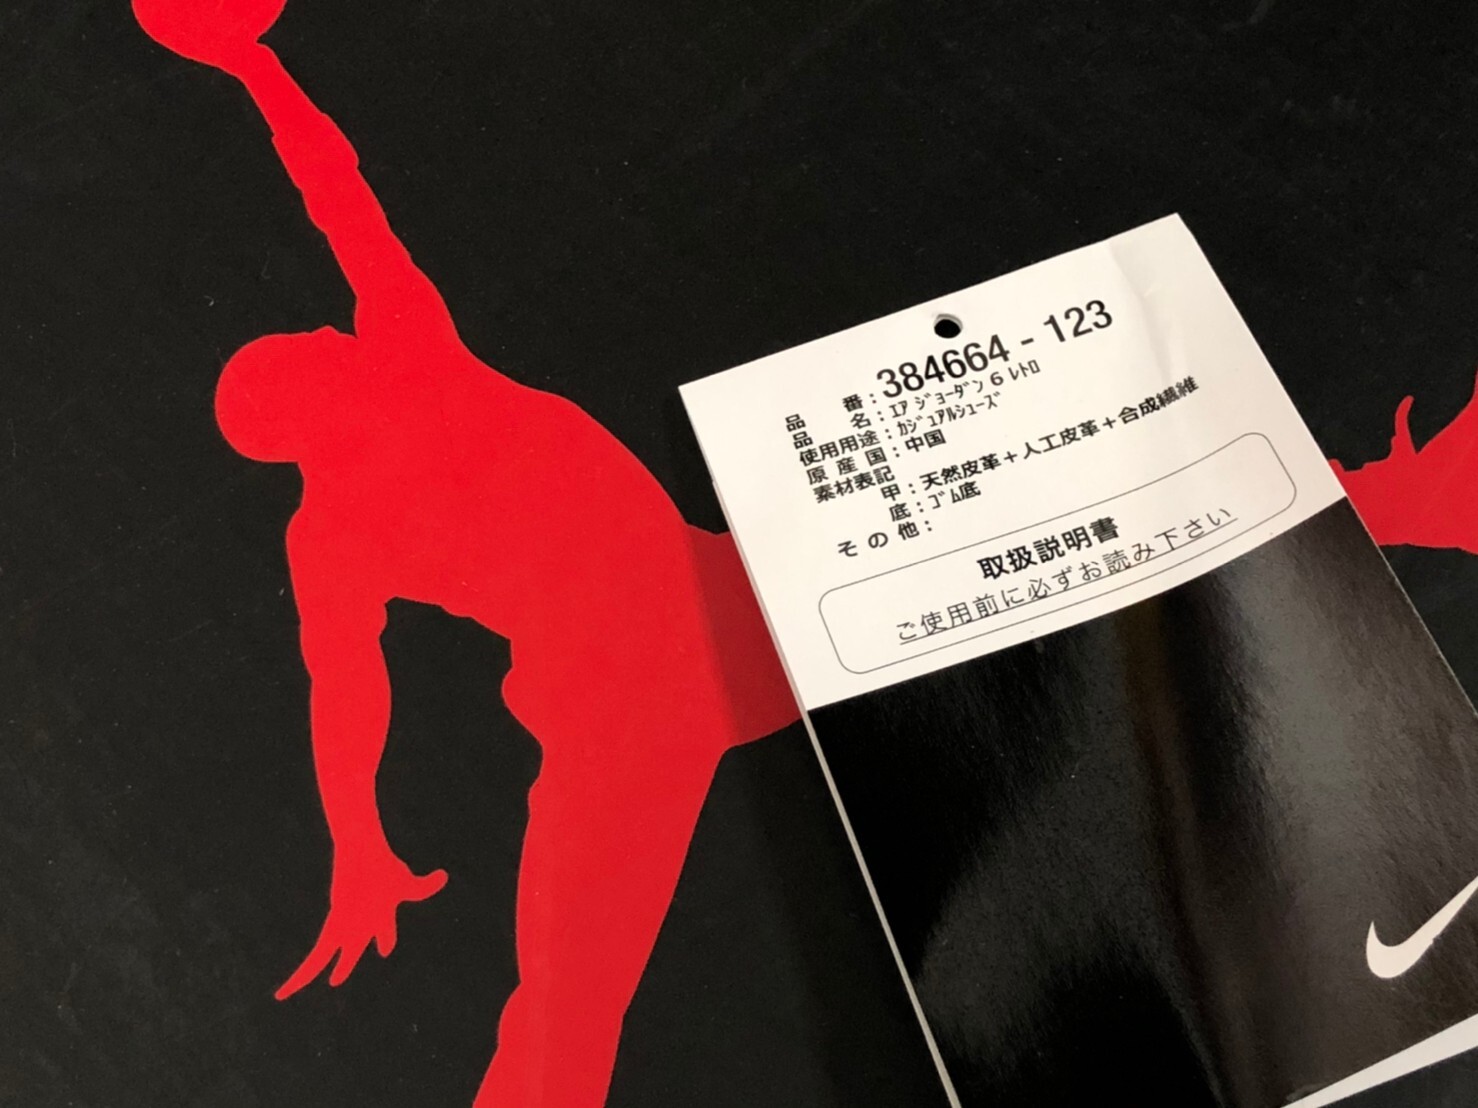 品　　番：384664 - 123
品　　名：ｴｱ ｼﾞｮｰﾀﾞﾝ 6 ﾚﾄﾛ
使用用途：ｶｼﾞｭｱﾙｼｭｰｽﾞ
原 産 国：中国
素材表記
甲：天然皮革＋人工皮革＋合成繊維
底：ｺﾞﾑ底
そ の 他：
取扱説明書
ご使用前に必ずお読み下さい